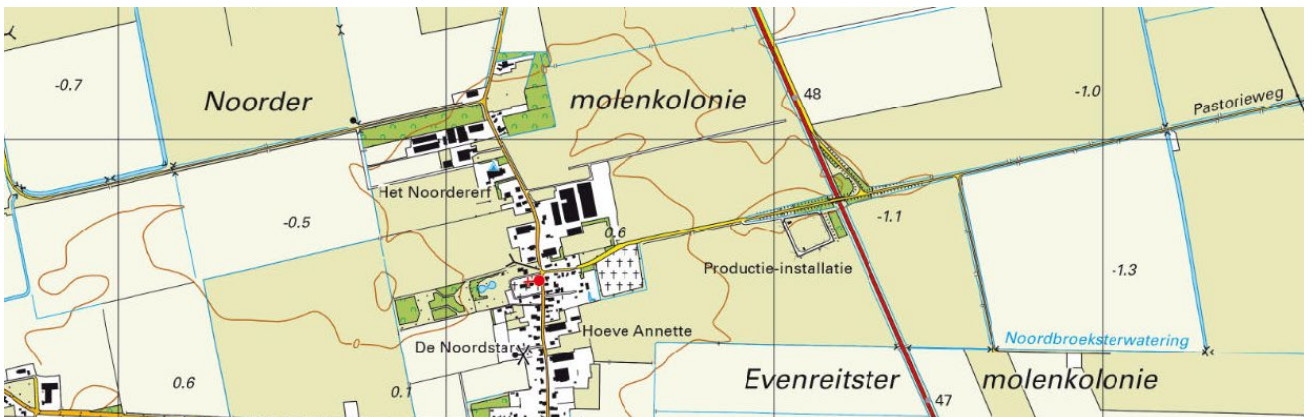 -0.7
Noorder
molenkolonie
48
-1.0
Pastorieweg
Het Noordererf
-0.5
0.6
-1.1
Productie-installatie
-1.3
Hoeve Annette
De Noordstar
Noordbroeksterwatering
0
0.6
0.1
Evenreitster
molenkolonie
47